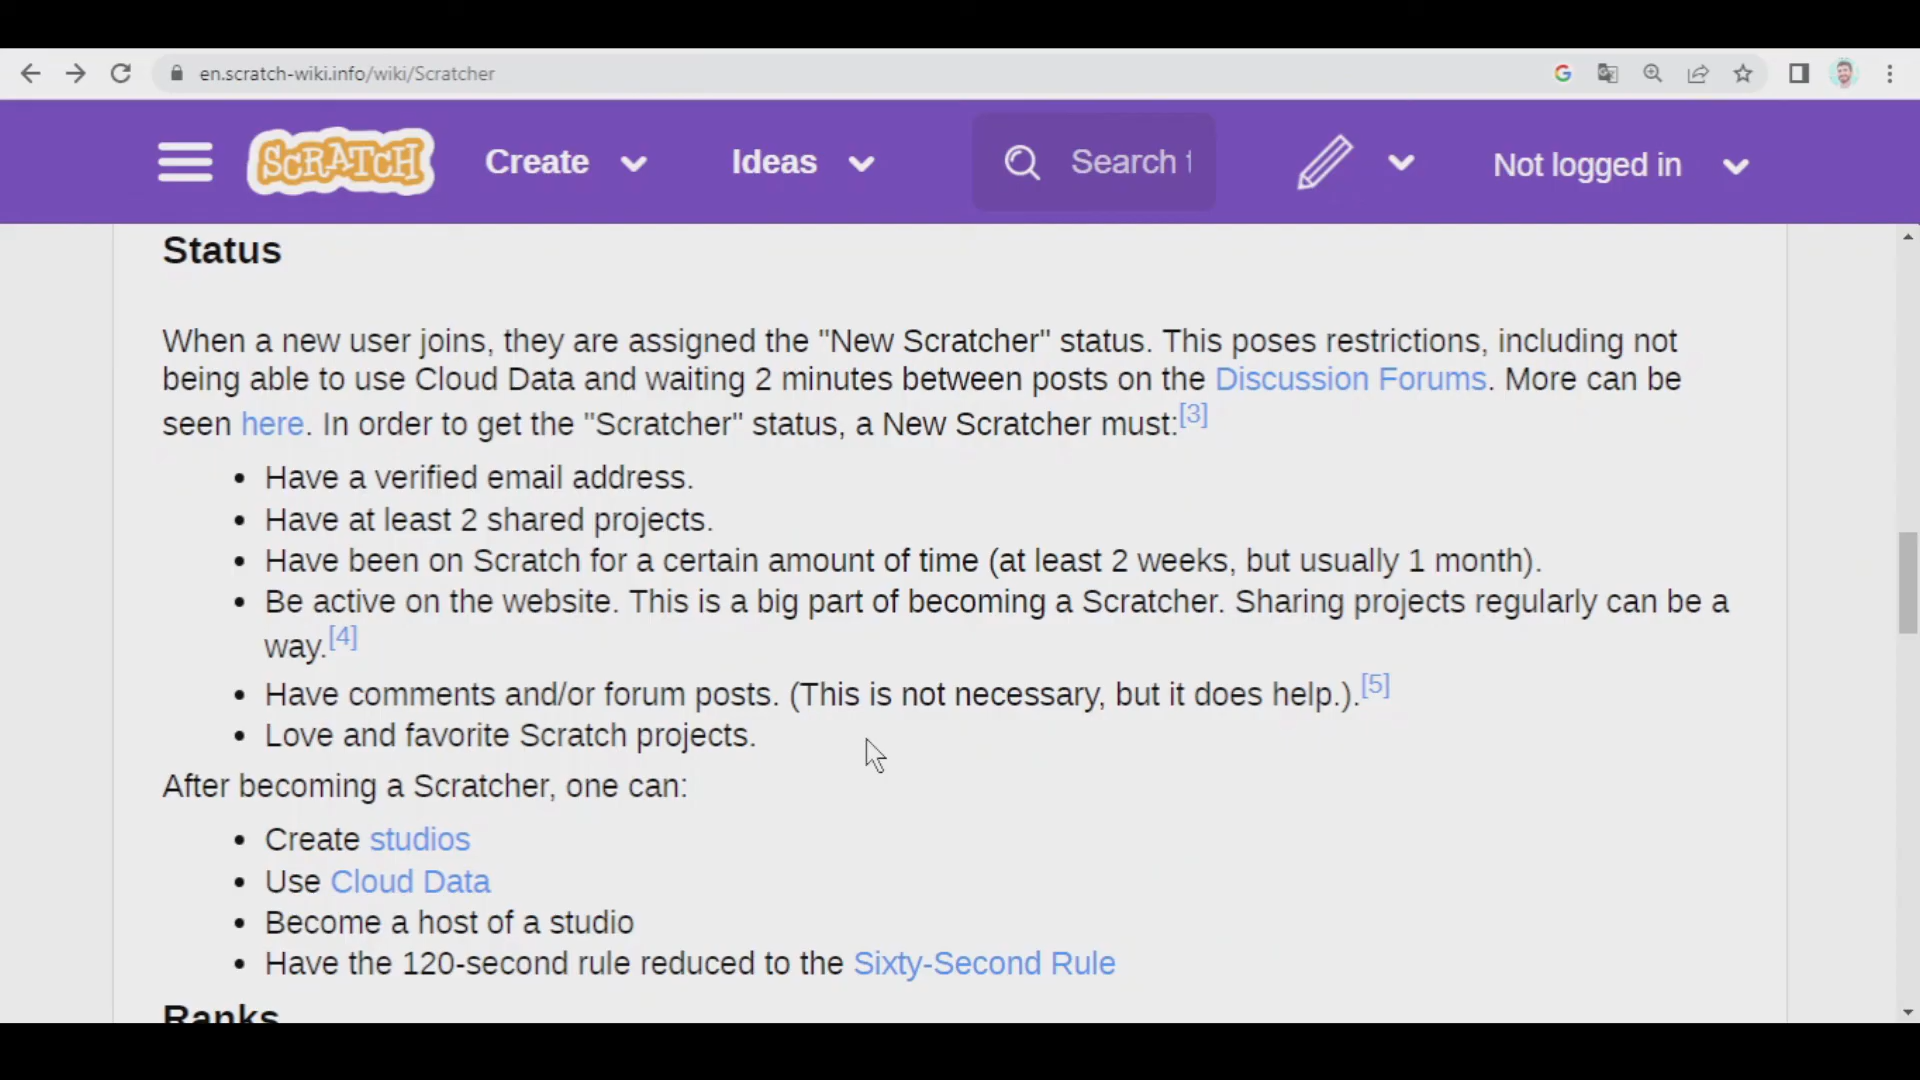 en.scratch-wiki.info/wiki/Scratcher
SCRATCH Create Ideas Search Not logged in
Status
When a new user joins, they are assigned the "New Scratcher" status. This poses restrictions, including not
being able to use Cloud Data and waiting 2 minutes between posts on the Discussion Forums. More can be
seen here. In order to get the "Scratcher" status, a New Scratcher must:[3]
• Have a verified email address.
• Have at least 2 shared projects.
• Have been on Scratch for a certain amount of time (at least 2 weeks, but usually 1 month).
• Be active on the website. This is a big part of becoming a Scratcher. Sharing projects regularly can be a
way.[4]
• Have comments and/or forum posts. (This is not necessary, but it does help.).[5]
• Love and favorite Scratch projects.
After becoming a Scratcher, one can:
• Create studios
• Use Cloud Data
• Become a host of a studio
• Have the 120-second rule reduced to the Sixty-Second Rule
Ranks